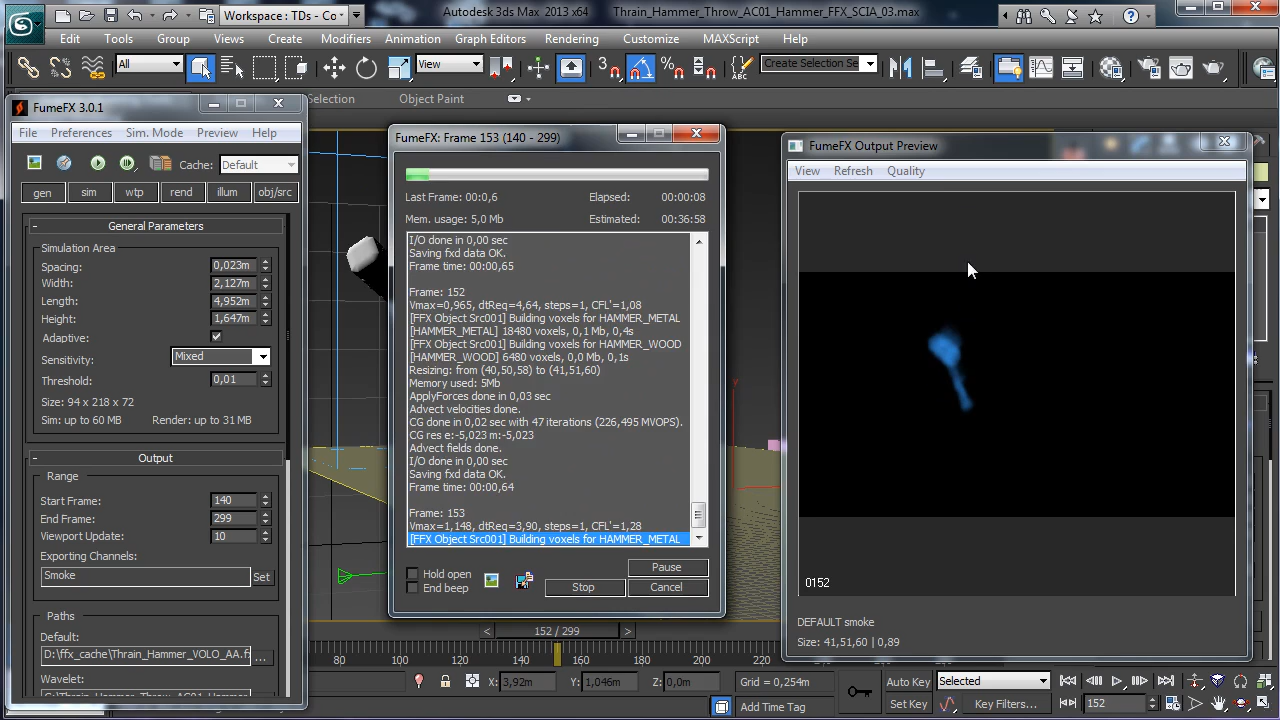 Workspace : TDs - Co
Autodesk 3ds Max 2013 x64
Thrain_Hammer_Throw_AC01_Hammer_FFX_SCIA_03.max
Edit Tools Group Views Create Modifiers Animation Graph Editors Rendering Customize MAXScript Help
All
View
3
Create Selection Se
Selection
Object Paint
FumeFX 3.0.1
File Preferences Sim. Mode Preview Help
Cache: Default
gen sim wtp rend illum obj/src
General Parameters
Simulation Area
Spacing: 0,023m
Width: 2,127m
Length: 4,952m
Height: 1,647m
Adaptive:
Sensitivity: Mixed
Threshold: 0,01
Size: 94 x 218 x 72
Sim: up to 60 MB Render: up to 31 MB
Output
Range
Start Frame: 140
End Frame: 299
Viewport Update: 10
Exporting Channels:
Smoke
Set
Paths
Default:
D:\ffx_cache\Thrain_Hammer_VOLO_AA.f
...
Wavelet:
FumeFX: Frame 153 (140 - 299)
Last Frame: 00:0,6 Elapsed: 00:00:08
Mem. usage: 5,0 Mb Estimated: 00:36:58
I/O done in 0,00 sec
Saving fxd data OK.
Frame time: 00:00,65
Frame: 152
Vmax=0,965, dtReq=4,64, steps=1, CFL'=1,08
[FFX Object Src001] Building voxels for HAMMER_METAL
[HAMMER_METAL] 18480 voxels, 0,1 Mb, 0,4s
[FFX Object Src001] Building voxels for HAMMER_WOOD
[HAMMER_WOOD] 6480 voxels, 0,0 Mb, 0,1s
Resizing: from (40,50,58) to (41,51,60)
Memory used: 5Mb
ApplyForces done in 0,03 sec
Advect velocities done.
CG done in 0,02 sec with 47 iterations (226,495 MVOPS).
CG res e:-5,023 m:-5,023
Advect fields done.
I/O done in 0,00 sec
Saving fxd data OK.
Frame time: 00:00,64
Frame: 153
Vmax=1,148, dtReq=3,90, steps=1, CFL'=1,28
[FFX Object Src001] Building voxels for HAMMER_METAL
Hold open
End beep
Pause
Stop
Cancel
FumeFX Output Preview
View Refresh Quality
0152
DEFAULT smoke
Size: 41,51,60 | 0,89
< 152 / 299 >
80 100 120 140 160 180 200 220
X: 3,92m Y: 1,046m Z: 0,0m Grid = 0,254m
Add Time Tag
Auto Key
Selected
Set Key
Key Filters...
152